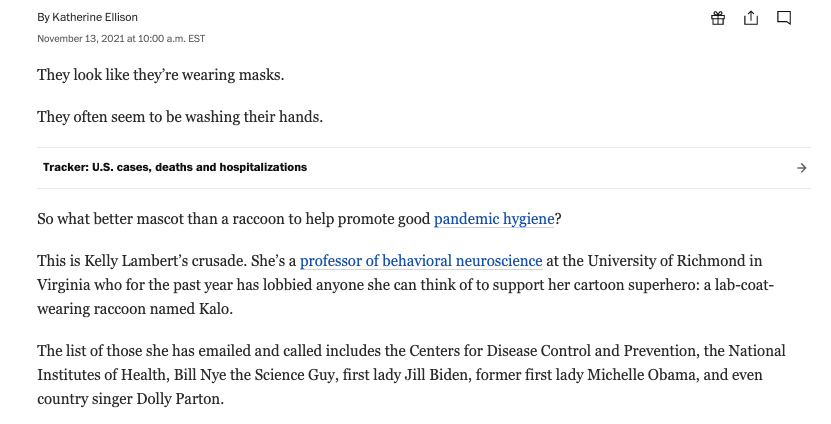 By Katherine Ellison
November 13, 2021 at 10:00 a.m. EST
They look like they’re wearing masks.
They often seem to be washing their hands.
Tracker: U.S. cases, deaths and hospitalizations
So what better mascot than a raccoon to help promote good pandemic hygiene?
This is Kelly Lambert’s crusade. She’s a professor of behavioral neuroscience at the University of Richmond in
Virginia who for the past year has lobbied anyone she can think of to support her cartoon superhero: a lab-coat-
wearing raccoon named Kalo.
The list of those she has emailed and called includes the Centers for Disease Control and Prevention, the National
Institutes of Health, Bill Nye the Science Guy, first lady Jill Biden, former first lady Michelle Obama, and even
country singer Dolly Parton.